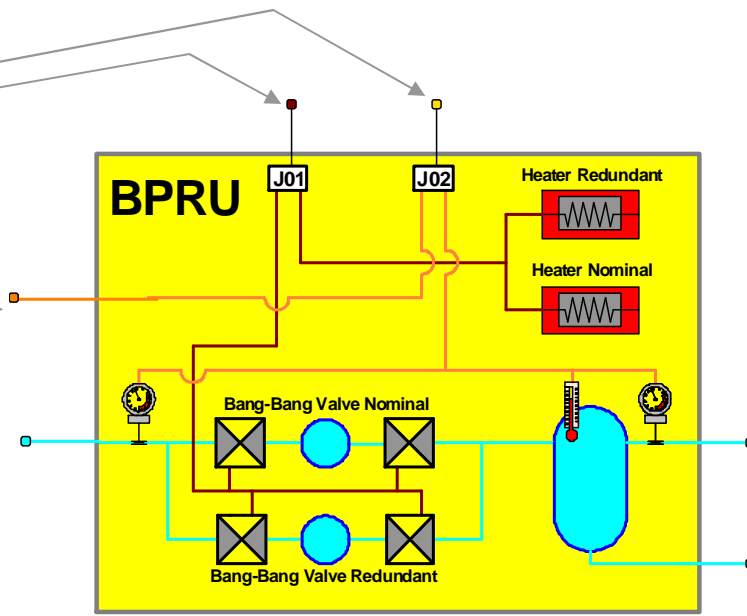 BPRU
J01
J02
Heater Redundant
Heater Nominal
Bang-Bang Valve Nominal
Bang-Bang Valve Redundant